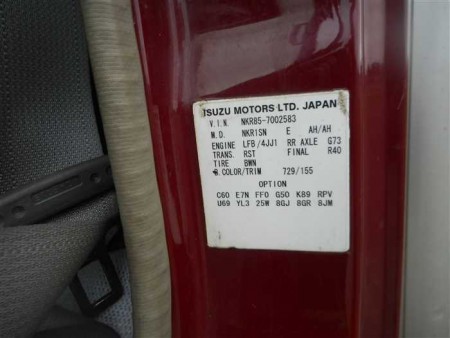 ISUZU MOTORS LTD. JAPAN
V.I.N. NKR85-7002583
M.D. NKR1SN E AH/AH
ENGINE LFB/4JJ1 RR AXLE G73
TRANS. RST FINAL R40
TIRE BWN
B.COLOR/TRIM 729/155
OPTION
C60 E7N FF0 G50 K89 RPV
U69 YL3 25W 8GJ 8GR 8JM